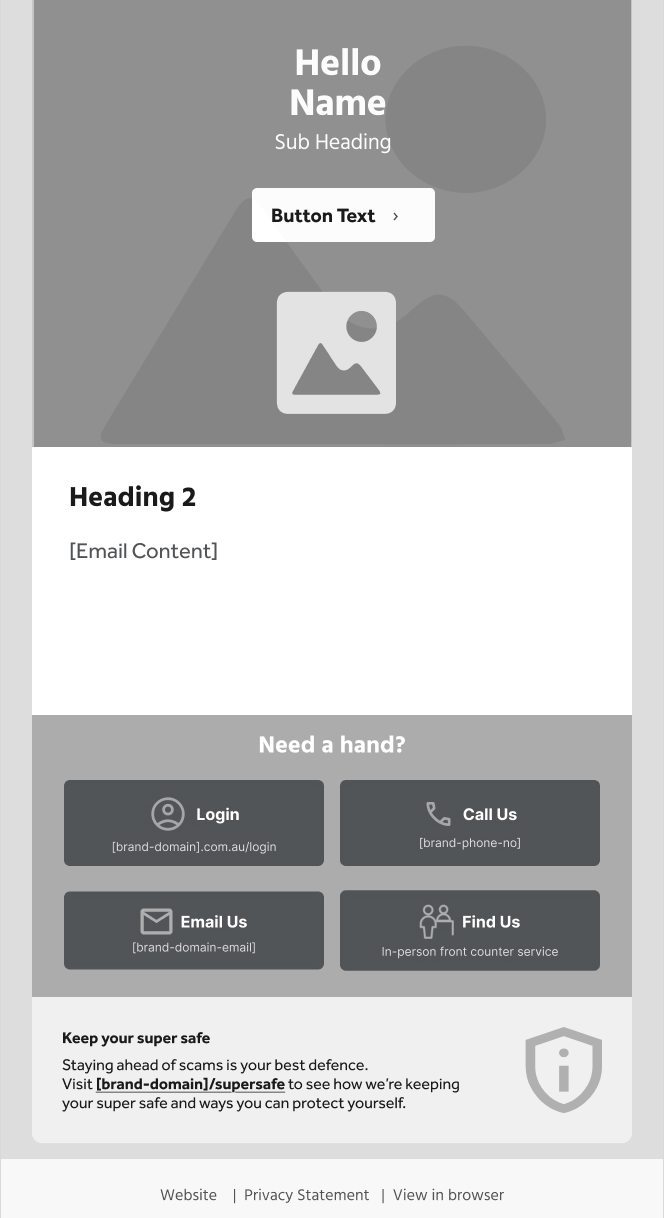 Hello
Name
Sub Heading
Button Text ›
Heading 2
[Email Content]
Need a hand?
Login
[brand-domain].com.au/login
Call Us
[brand-phone-no]
Email Us
[brand-domain-email]
Find Us
In-person front counter service
Keep your super safe
Staying ahead of scams is your best defence.
Visit [brand-domain]/supersafe to see how we’re keeping
your super safe and ways you can protect yourself.
Website | Privacy Statement | View in browser